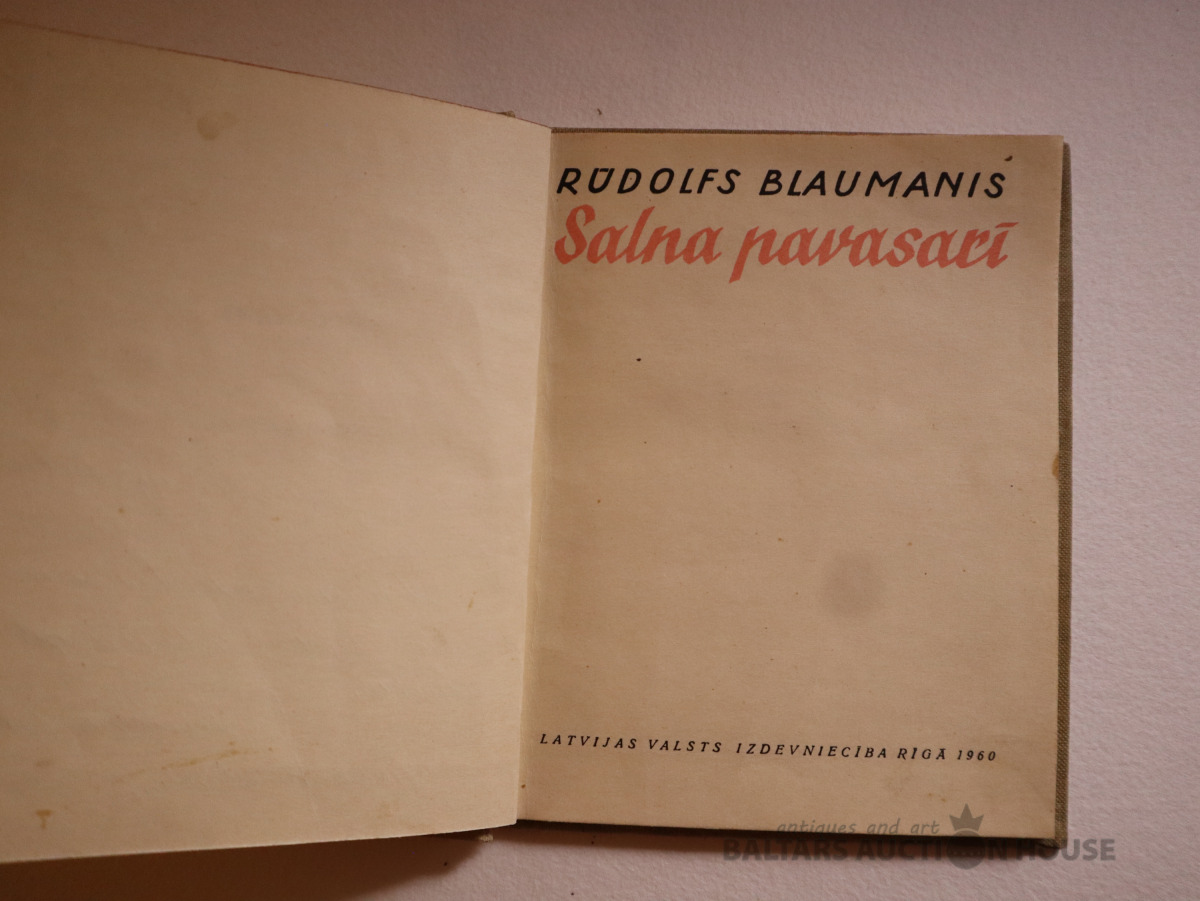 RŪDOLFS BLAUMANIS
Salna pavasarī
LATVIJAS VALSTS IZDEVNIECĪBA RĪGĀ 1960
antiques and art
BALTARS AUCTION HOUSE